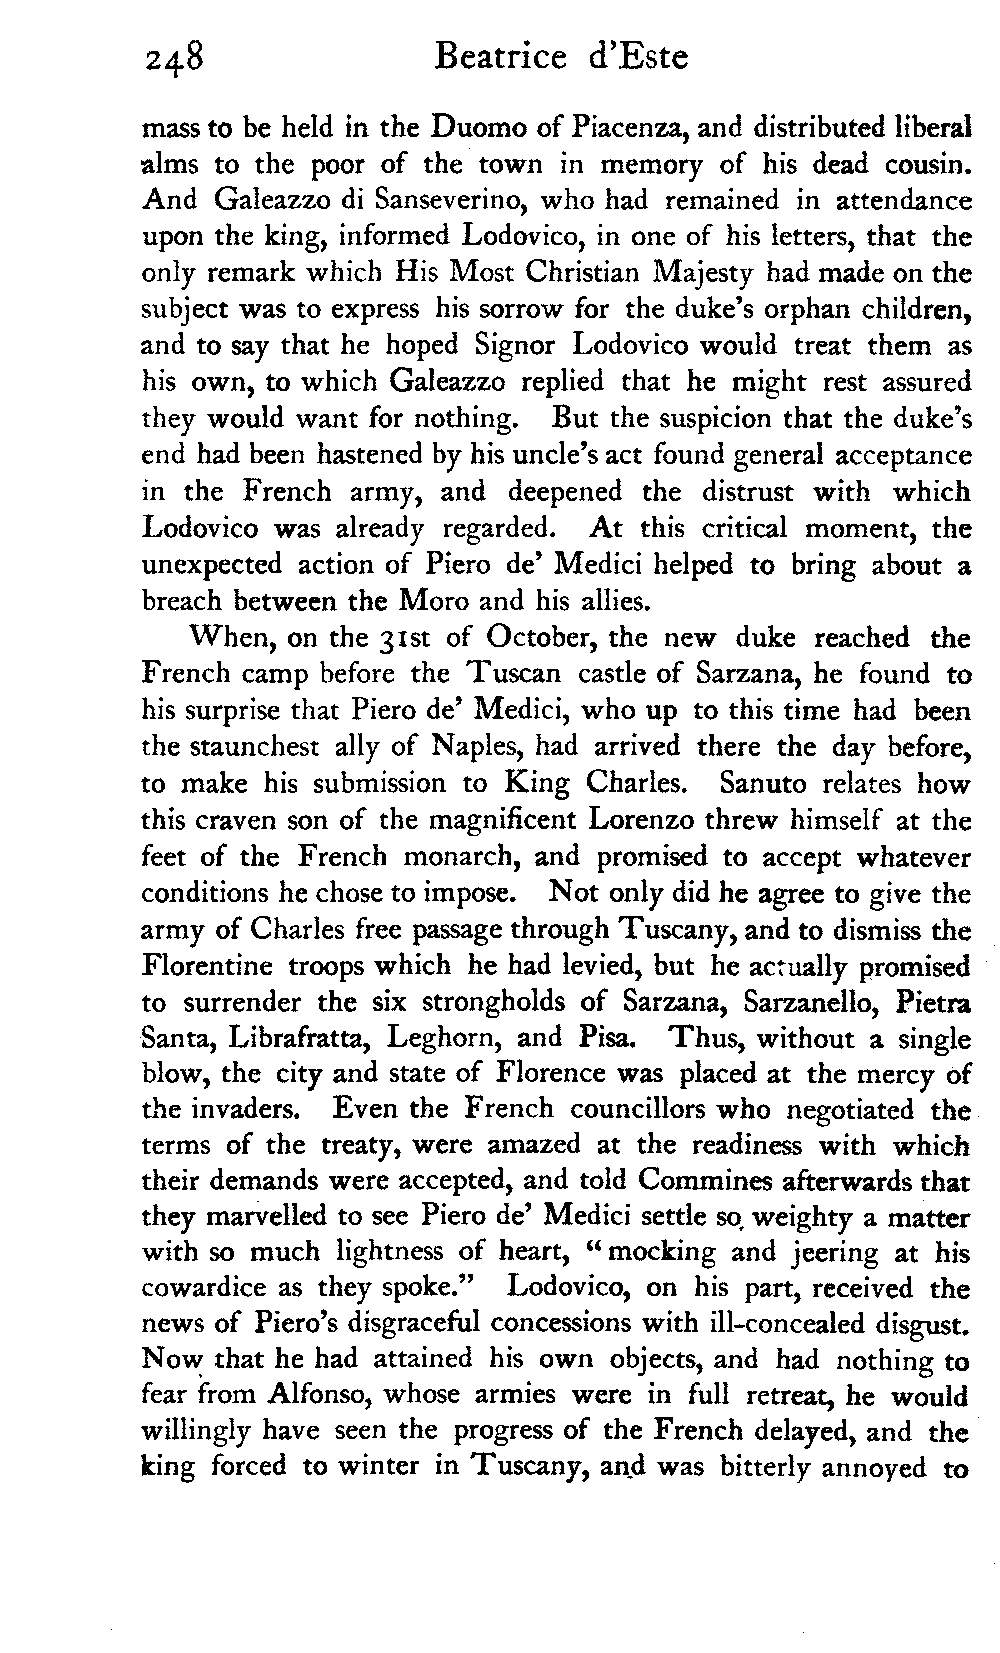 248 Beatrice d'Este
mass to be held in the Duomo of Piacenza, and distributed liberal
alms to the poor of the town in memory of his dead cousin.
And Galeazzo di Sanseverino, who had remained in attendance
upon the king, informed Lodovico, in one of his letters, that the
only remark which His Most Christian Majesty had made on the
subject was to express his sorrow for the duke's orphan children,
and to say that he hoped Signor Lodovico would treat them as
his own, to which Galeazzo replied that he might rest assured
they would want for nothing. But the suspicion that the duke's
end had been hastened by his uncle's act found general acceptance
in the French army, and deepened the distrust with which
Lodovico was already regarded. At this critical moment, the
unexpected action of Piero de' Medici helped to bring about a
breach between the Moro and his allies.
When, on the 31st of October, the new duke reached the
French camp before the Tuscan castle of Sarzana, he found to
his surprise that Piero de' Medici, who up to this time had been
the staunchest ally of Naples, had arrived there the day before,
to make his submission to King Charles. Sanuto relates how
this craven son of the magnificent Lorenzo threw himself at the
feet of the French monarch, and promised to accept whatever
conditions he chose to impose. Not only did he agree to give the
army of Charles free passage through Tuscany, and to dismiss the
Florentine troops which he had levied, but he actually promised
to surrender the six strongholds of Sarzana, Sarzanello, Pietra
Santa, Librafratta, Leghorn, and Pisa. Thus, without a single
blow, the city and state of Florence was placed at the mercy of
the invaders. Even the French councillors who negotiated the
terms of the treaty, were amazed at the readiness with which
their demands were accepted, and told Commines afterwards that
they marvelled to see Piero de' Medici settle so weighty a matter
with so much lightness of heart, "mocking and jeering at his
cowardice as they spoke." Lodovico, on his part, received the
news of Piero's disgraceful concessions with ill-concealed disgust.
Now that he had attained his own objects, and had nothing to
fear from Alfonso, whose armies were in full retreat, he would
willingly have seen the progress of the French delayed, and the
king forced to winter in Tuscany, and was bitterly annoyed to